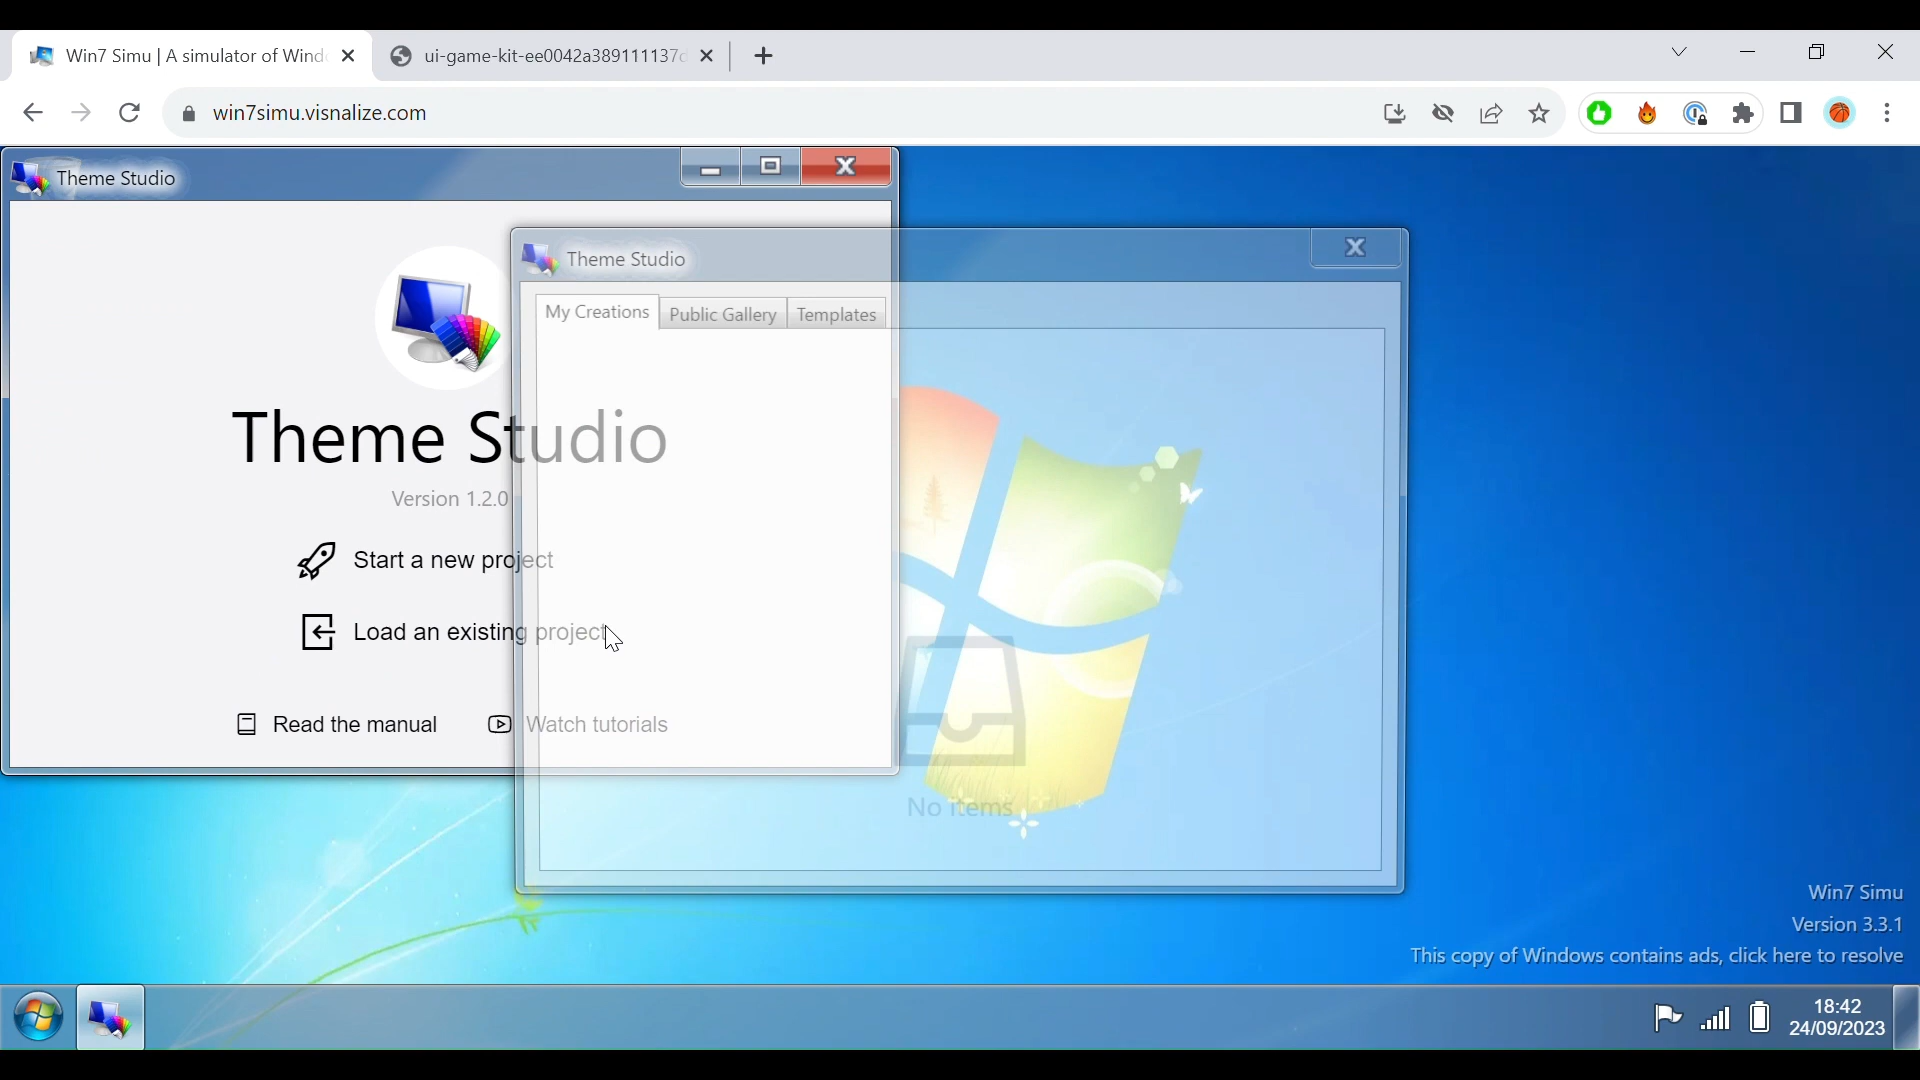 Win7 Simu | A simulator of Wind
ui-game-kit-ee0042a389111137
win7simu.visnalize.com
Theme Studio
Theme Studio
My Creations
Public Gallery
Templates
Theme Studio
Version 1.2.0
Start a new project
Load an existing project
Read the manual
Watch tutorials
No items
Win7 Simu
Version 3.3.1
This copy of Windows contains ads, click here to resolve
18:42
24/09/2023